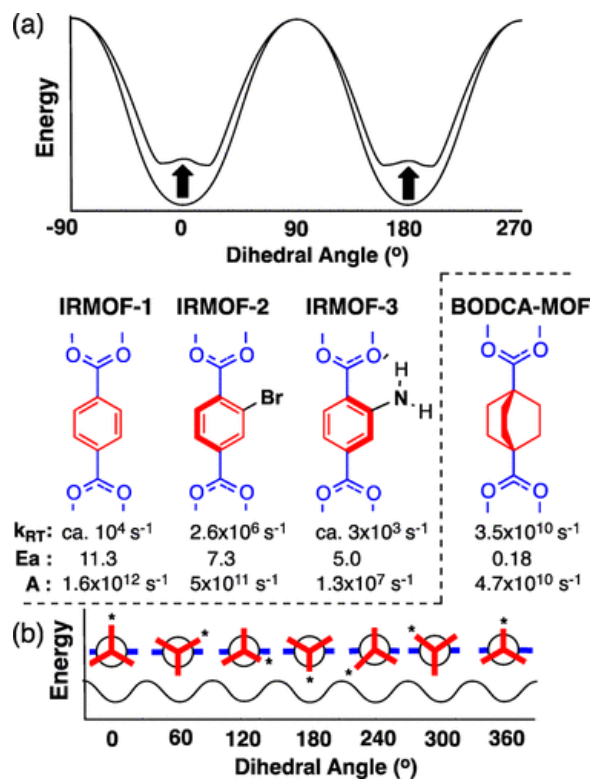 (a)
Energy
-90 0 90 180 270
Dihedral Angle (º)
IRMOF-1 IRMOF-2 IRMOF-3 BODCA-MOF
O O O O O O O O
H
Br N H
O O O O O O O O
kRT: ca. 10⁴ s⁻¹ 2.6x10⁶ s⁻¹ ca. 3x10³ s⁻¹ 3.5x10¹⁰ s⁻¹
Ea : 11.3 7.3 5.0 0.18
A : 1.6x10¹² s⁻¹ 5x10¹¹ s⁻¹ 1.3x10⁷ s⁻¹ 4.7x10¹⁰ s⁻¹
(b)
* * * * * * *
Energy
0 60 120 180 240 300 360
Dihedral Angle (º)